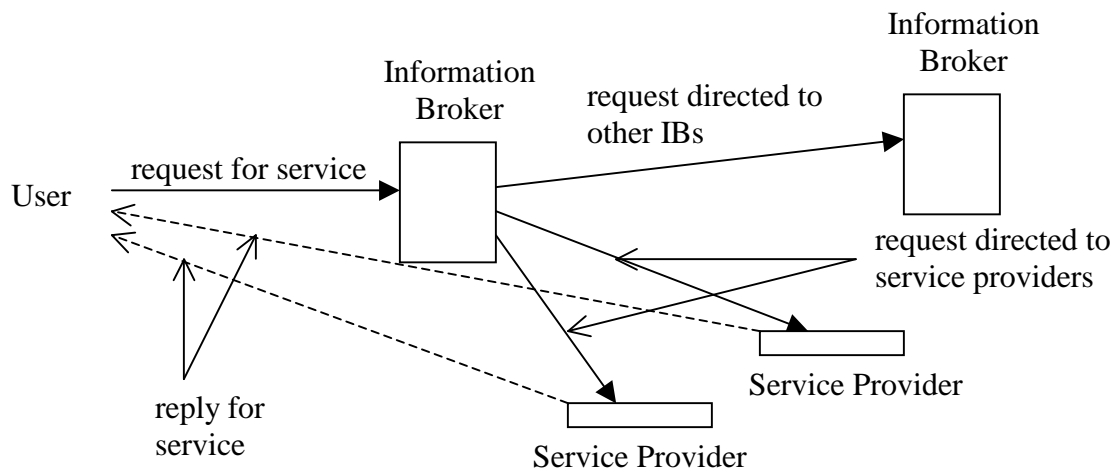 Information
Broker
Information
Broker
request directed to
other IBs
request for service
User
request directed to
service providers
Service Provider
reply for
service
Service Provider